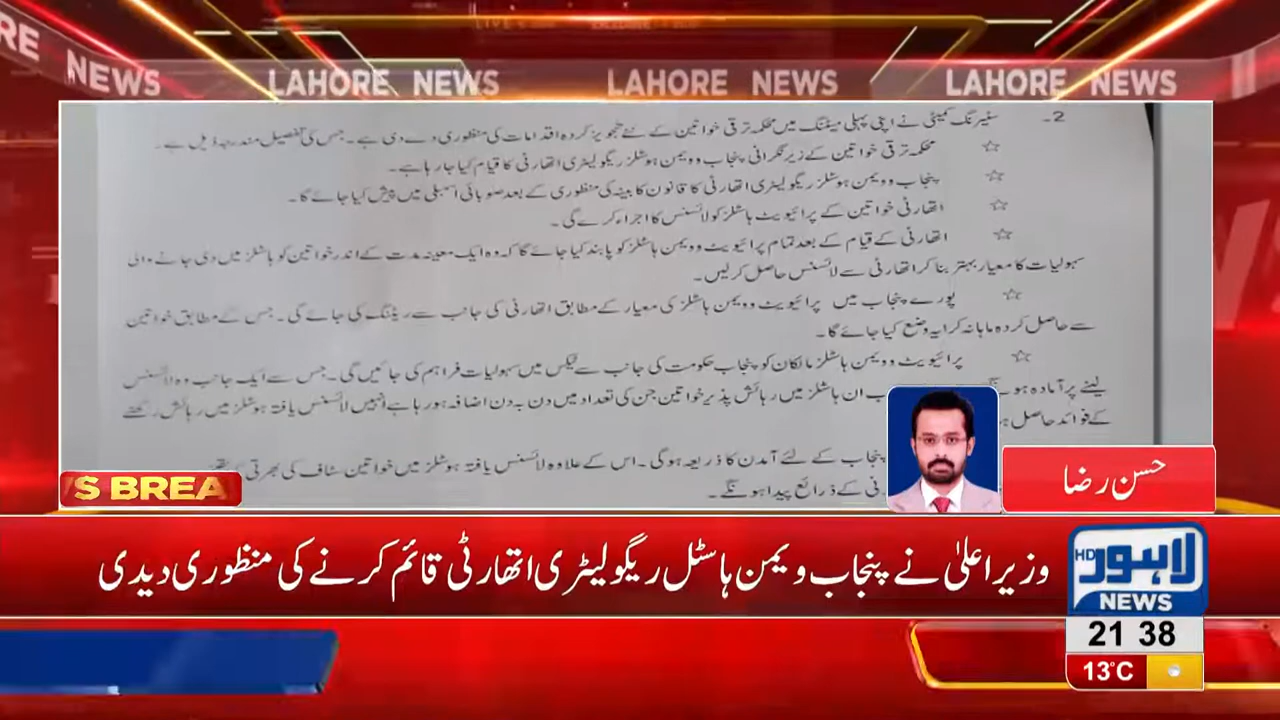 RE NEWS
LAHORE NEWS
LAHORE NEWS
LAHORE NEWS
2۔ سٹیرنگ کمیٹی نے اپنی پہلی میٹنگ میں محکمہ ترقی خواتین کے نئے تجویز کردہ اقدامات کی منظوری دے دی ہے۔ جس کی تفصیل مندرجہ ذیل ہے۔
☆ محکمہ ترقی خواتین کے زیر نگرانی پنجاب وویمن ہوسٹلز ریگولیٹری اتھارٹی کا قیام کیا جا رہا ہے۔
☆ پنجاب وویمن ہوسٹلز ریگولیٹری اتھارٹی کا قانون کابینہ کی منظوری کے بعد صوبائی اسمبلی میں پیش کیا جائے گا۔
☆ اتھارٹی خواتین کے پرائیویٹ ہاسٹلز کو لائسنس کا اجراء کرے گی۔
☆ اتھارٹی کے قیام کے بعد تمام پرائیویٹ وویمن ہاسٹلز کو پابند کیا جائے گا کہ وہ ایک معینہ مدت کے اندر خواتین کو ہاسٹلز میں دی جانے والی
سہولیات کا معیار بہتر بنا کر اتھارٹی سے لائسنس حاصل کرلیں۔
☆ پورے پنجاب میں پرائیویٹ وویمن ہاسٹلز کی معیار کے مطابق اتھارٹی کی جانب سے ریٹنگ کی جائے گی۔ جس کے مطابق خواتین
سے حاصل کردہ ماہانہ کرایہ وضع کیا جائے گا۔
☆ پرائیویٹ وویمن ہاسٹلز مالکان کو پنجاب حکومت کی جانب سے ٹیکس میں سہولیات فراہم کی جائیں گی۔ جس سے ایک جانب وہ لائسنس
لینے پر آمادہ ہو ان ہاسٹلز میں رہائش پذیر خواتین جن کی تعداد میں دن بہ دن اضافہ ہو رہا ہے انہیں لائسنس یافتہ ہوسٹلز میں رہائش رکھنے
کے فوائد حاصل
پنجاب کے لئے آمدن کا ذریعہ ہوگی۔ اس کے علاوہ لائسنس یافتہ ہوسٹلز میں خواتین سٹاف کی بھرتی
کے ذرائع پیدا ہونگے۔
حسن رضا
'S BREA
وزیر اعلیٰ نے پنجاب ویمن ہاسٹل ریگولیٹری اتھارٹی قائم کرنے کی منظوری دیدی
لاہور HD
NEWS
21 38
13°C